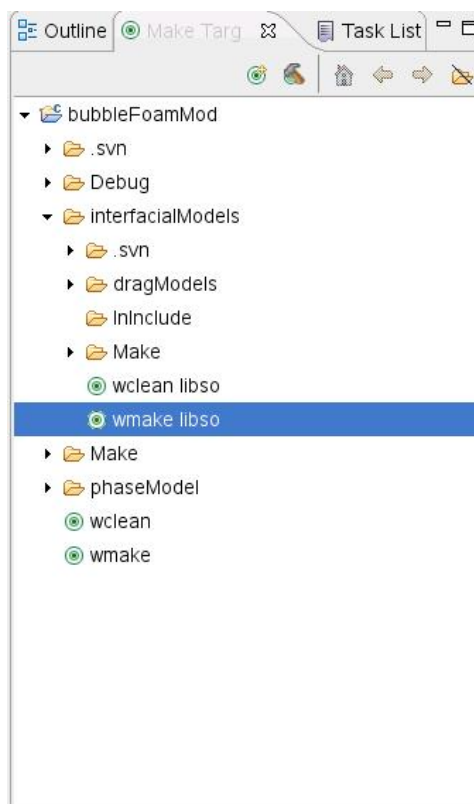 Outline Make Targ Task List
bubbleFoamMod
.svn
Debug
interfacialModels
.svn
dragModels
lnInclude
Make
wclean libso
wmake libso
Make
phaseModel
wclean
wmake